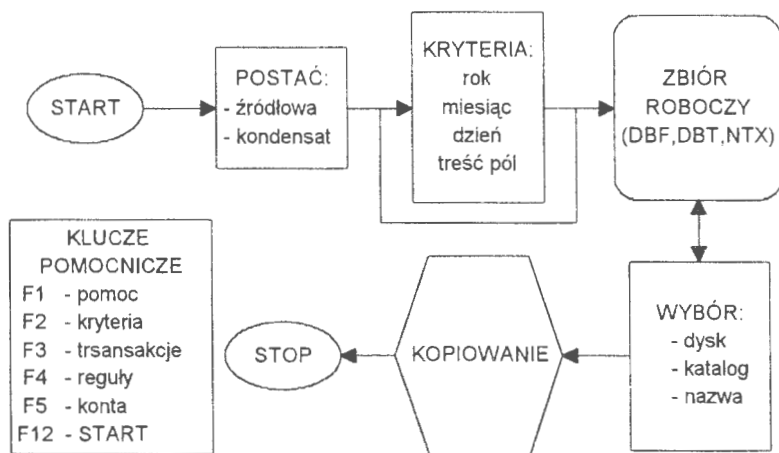 START
POSTAĆ:
- źródłowa
- kondensat
KRYTERIA:
rok
miesiąc
dzień
treść pól
ZBIÓR
ROBOCZY
(DBF,DBT,NTX)
KLUCZE
POMOCNICZE
F1 - pomoc
F2 - kryteria
F3 - trsansakcje
F4 - reguły
F5 - konta
F12 - START
STOP
KOPIOWANIE
WYBÓR:
- dysk
- katalog
- nazwa